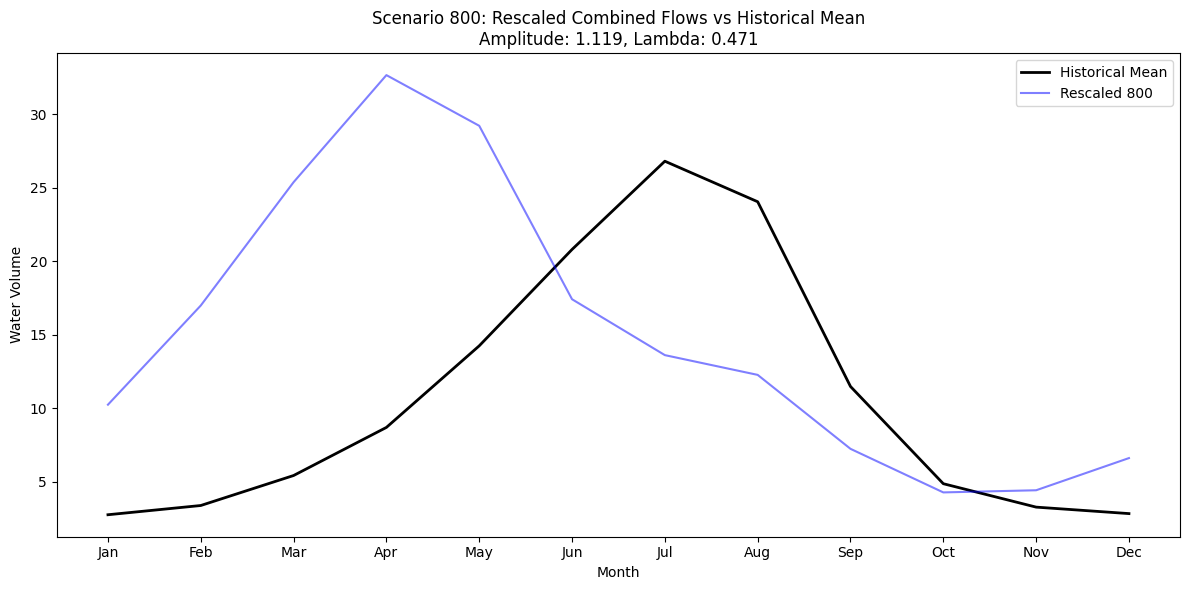 Scenario 800: Rescaled Combined Flows vs Historical Mean
Amplitude: 1.119, Lambda: 0.471
Historical Mean
Rescaled 800
30
25
20
15
10
5
Water Volume
Jan Feb Mar Apr May Jun Jul Aug Sep Oct Nov Dec
Month